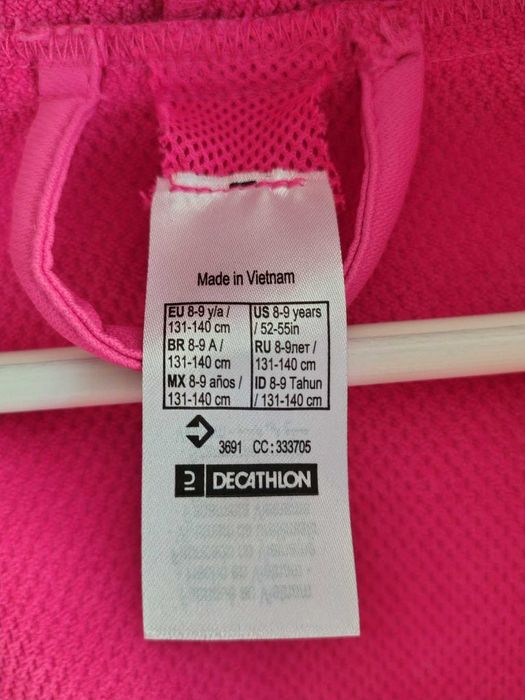 Made in Vietnam
EU 8-9 y/a /
131-140 cm
US 8-9 years
/ 52-55in
BR 8-9 A /
131-140 cm
RU 8-9лет /
131-140 cm
MX 8-9 años /
131-140 cm
ID 8-9 Tahun
/ 131-140 cm
3691 CC : 333705
DECATHLON